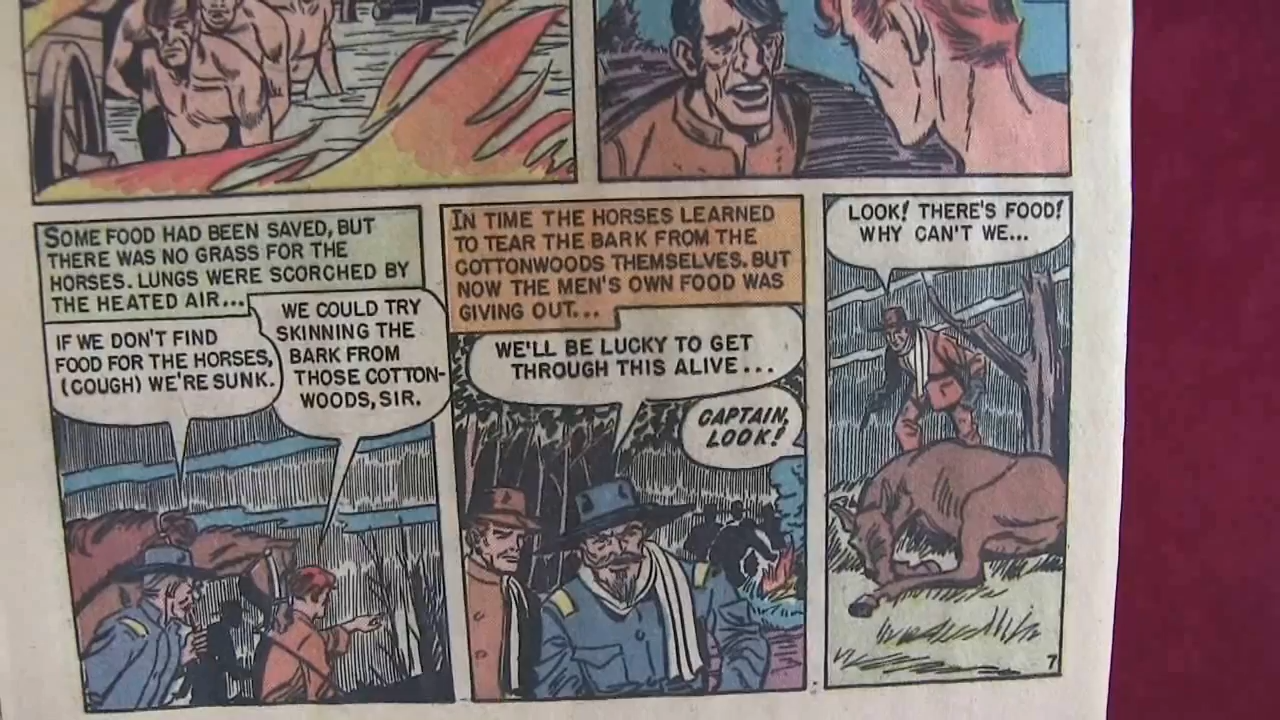 SOME FOOD HAD BEEN SAVED, BUT
THERE WAS NO GRASS FOR THE
HORSES. LUNGS WERE SCORCHED BY
THE HEATED AIR...
IF WE DON'T FIND
FOOD FOR THE HORSES,
(COUGH) WE'RE SUNK.
WE COULD TRY
SKINNING THE
BARK FROM
THOSE COTTON-
WOODS, SIR.
IN TIME THE HORSES LEARNED
TO TEAR THE BARK FROM THE
COTTONWOODS THEMSELVES. BUT
NOW THE MEN'S OWN FOOD WAS
GIVING OUT...
WE'LL BE LUCKY TO GET
THROUGH THIS ALIVE...
CAPTAIN,
LOOK!
LOOK! THERE'S FOOD!
WHY CAN'T WE...
7